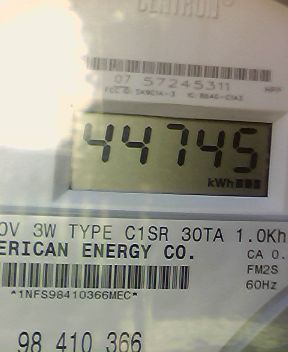 CENTRON®
07 57245311
44745
kWh
0V 3W TYPE C1SR 30TA 1.0Kh
ERICAN ENERGY CO.
CA 0.
FM2S
60Hz
*1NFS98410366MEC*
98 410 366